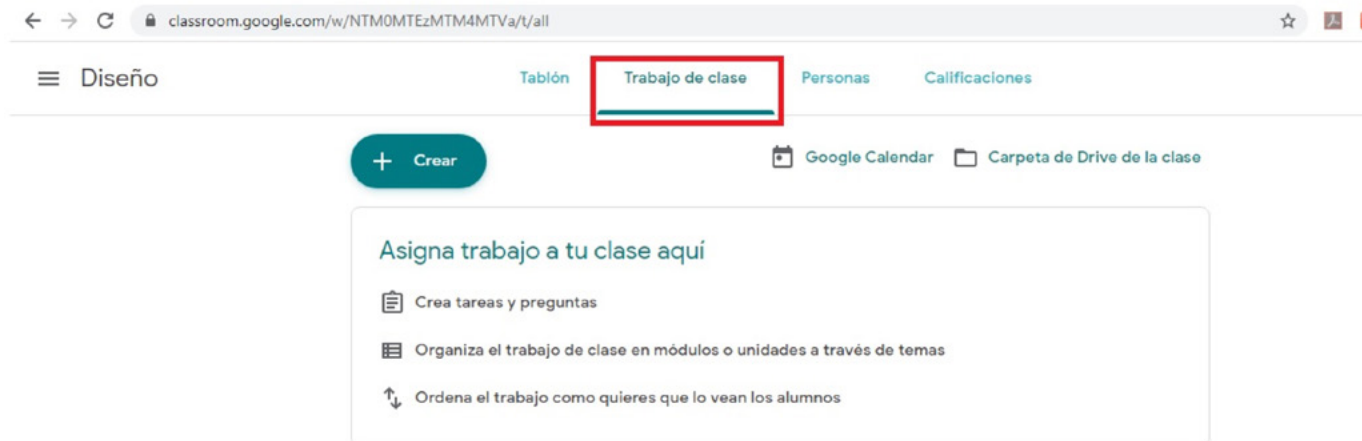 classroom.google.com/w/NTM0MTEzMTM4MTVa/t/all
Diseño Tablón Trabajo de clase Personas Calificaciones
+ Crear Google Calendar Carpeta de Drive de la clase
Asigna trabajo a tu clase aquí
Crea tareas y preguntas
Organiza el trabajo de clase en módulos o unidades a través de temas
Ordena el trabajo como quieres que lo vean los alumnos